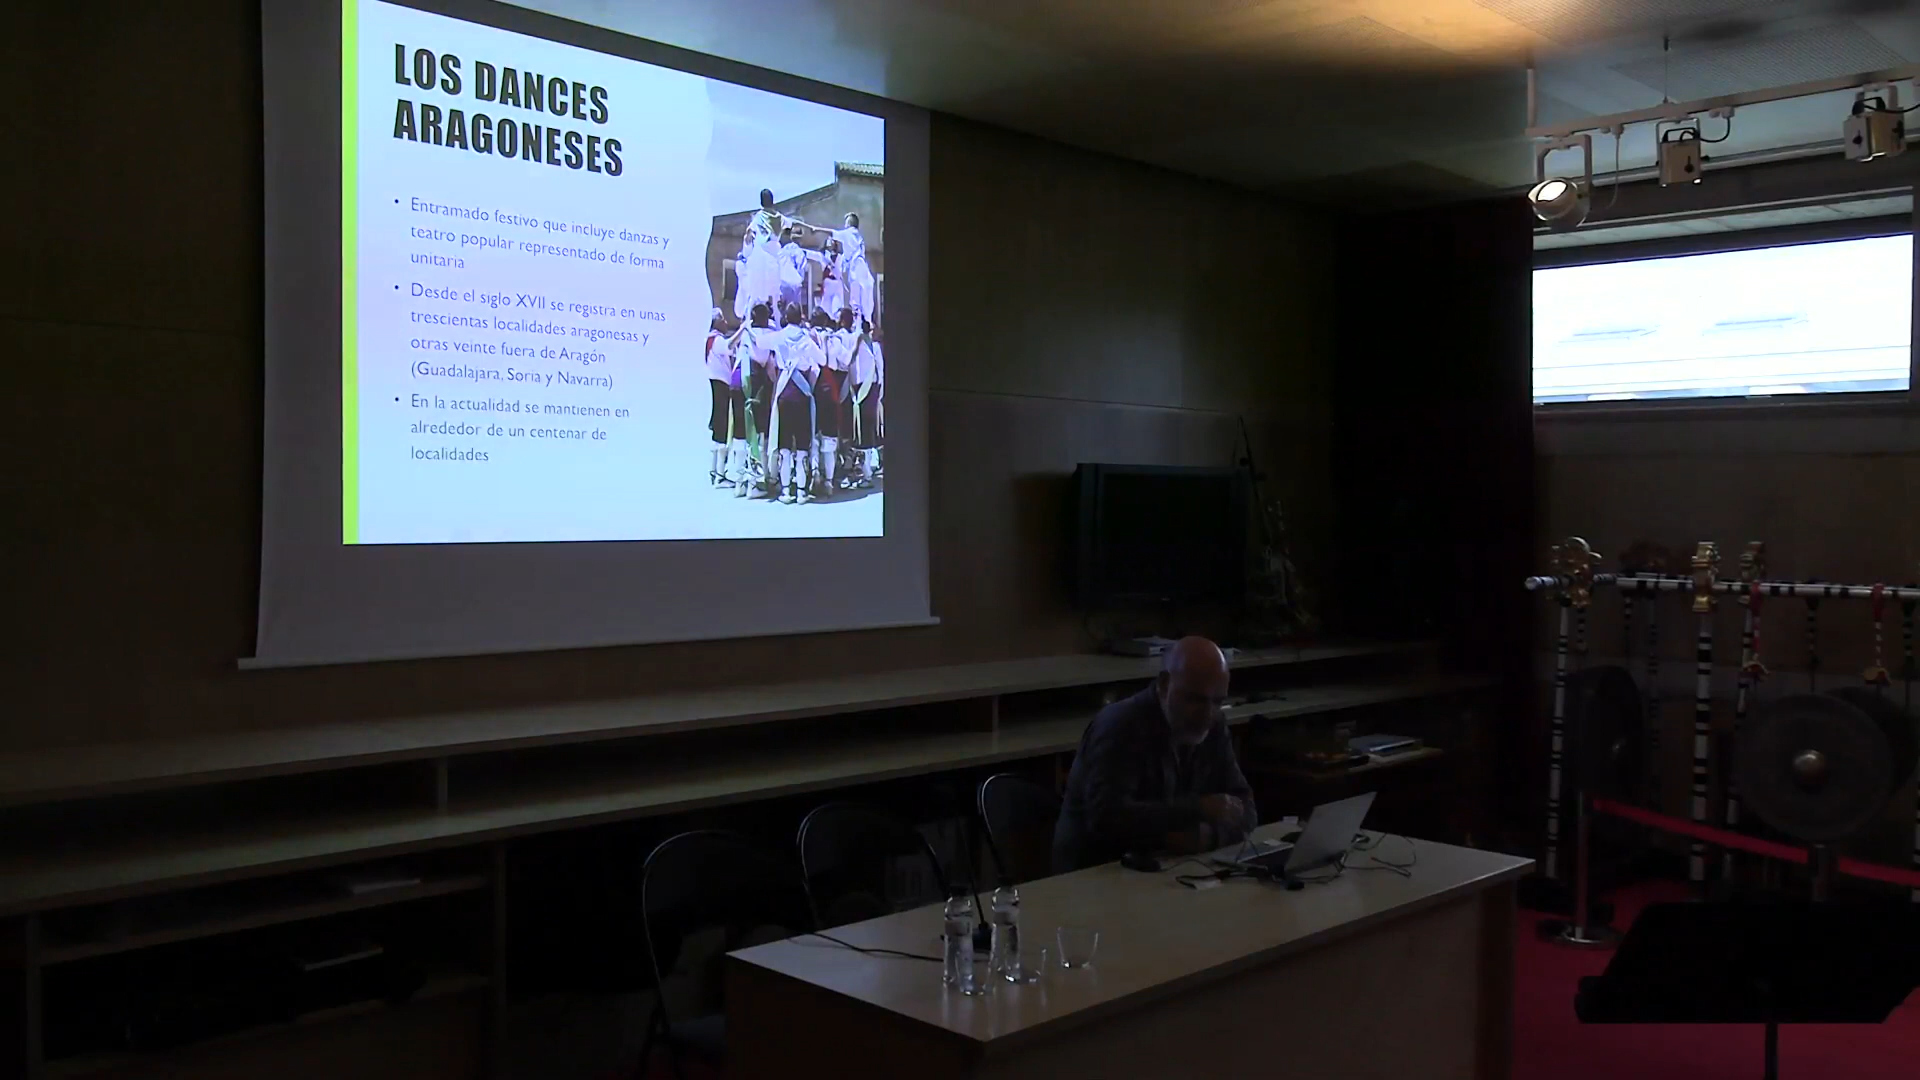 LOS DANCES
ARAGONESES
• Entramado festivo que incluye danzas y
teatro popular representado de forma
unitaria
• Desde el siglo XVII se registra en unas
trescientas localidades aragonesas y
otras veinte fuera de Aragón
(Guadalajara, Soria y Navarra)
• En la actualidad se mantienen en
alrededor de un centenar de
localidades